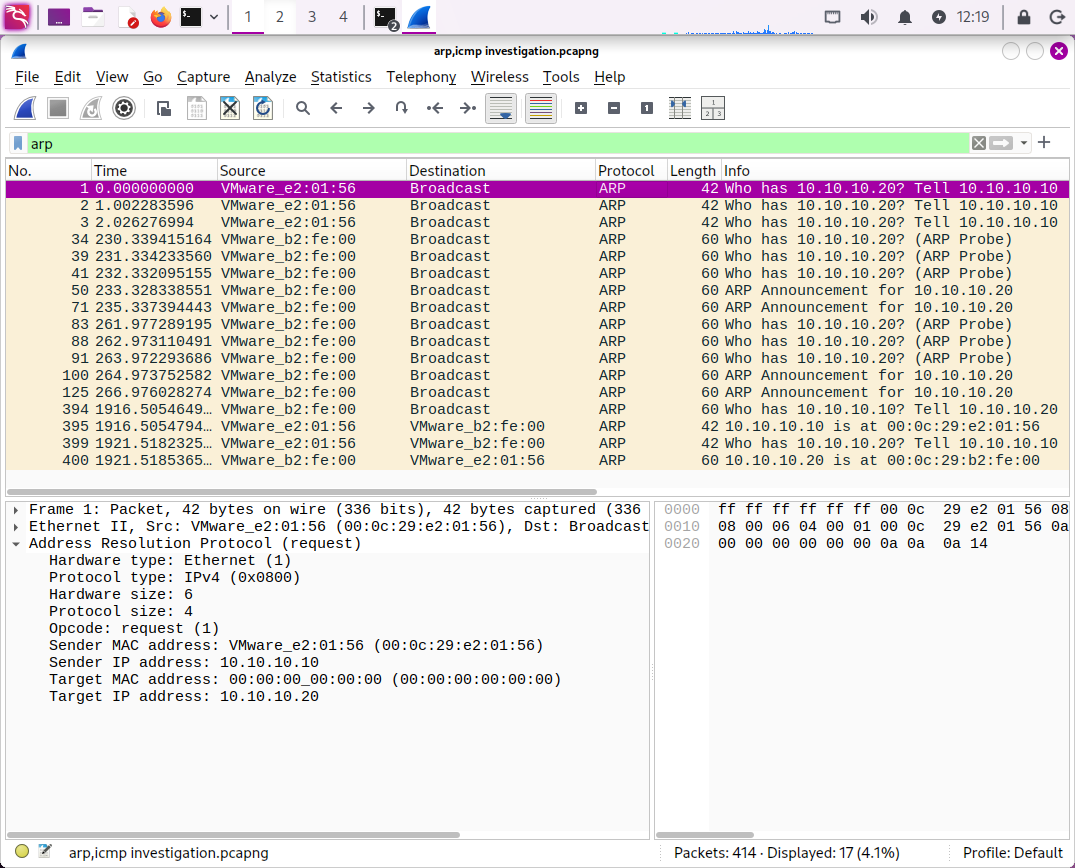 1 2 3 4 2 12:19
arp,icmp investigation.pcapng
File Edit View Go Capture Analyze Statistics Telephony Wireless Tools Help
arp
No. Time Source Destination Protocol Length Info
1 0.000000000 VMware_e2:01:56 Broadcast ARP 42 Who has 10.10.10.20? Tell 10.10.10.10
2 1.002283596 VMware_e2:01:56 Broadcast ARP 42 Who has 10.10.10.20? Tell 10.10.10.10
3 2.026276994 VMware_e2:01:56 Broadcast ARP 42 Who has 10.10.10.20? Tell 10.10.10.10
34 230.339415164 VMware_b2:fe:00 Broadcast ARP 60 Who has 10.10.10.20? (ARP Probe)
39 231.334233560 VMware_b2:fe:00 Broadcast ARP 60 Who has 10.10.10.20? (ARP Probe)
41 232.332095155 VMware_b2:fe:00 Broadcast ARP 60 Who has 10.10.10.20? (ARP Probe)
50 233.328338551 VMware_b2:fe:00 Broadcast ARP 60 ARP Announcement for 10.10.10.20
71 235.337394443 VMware_b2:fe:00 Broadcast ARP 60 ARP Announcement for 10.10.10.20
83 261.977289195 VMware_b2:fe:00 Broadcast ARP 60 Who has 10.10.10.20? (ARP Probe)
88 262.973110491 VMware_b2:fe:00 Broadcast ARP 60 Who has 10.10.10.20? (ARP Probe)
91 263.972293686 VMware_b2:fe:00 Broadcast ARP 60 Who has 10.10.10.20? (ARP Probe)
100 264.973752582 VMware_b2:fe:00 Broadcast ARP 60 ARP Announcement for 10.10.10.20
125 266.976028274 VMware_b2:fe:00 Broadcast ARP 60 ARP Announcement for 10.10.10.20
394 1916.5054649… VMware_b2:fe:00 Broadcast ARP 60 Who has 10.10.10.10? Tell 10.10.10.20
395 1916.5054794… VMware_e2:01:56 VMware_b2:fe:00 ARP 42 10.10.10.10 is at 00:0c:29:e2:01:56
399 1921.5182325… VMware_e2:01:56 VMware_b2:fe:00 ARP 42 Who has 10.10.10.20? Tell 10.10.10.10
400 1921.5185365… VMware_b2:fe:00 VMware_e2:01:56 ARP 60 10.10.10.20 is at 00:0c:29:b2:fe:00
Frame 1: Packet, 42 bytes on wire (336 bits), 42 bytes captured (336
Ethernet II, Src: VMware_e2:01:56 (00:0c:29:e2:01:56), Dst: Broadcast
Address Resolution Protocol (request)
Hardware type: Ethernet (1)
Protocol type: IPv4 (0x0800)
Hardware size: 6
Protocol size: 4
Opcode: request (1)
Sender MAC address: VMware_e2:01:56 (00:0c:29:e2:01:56)
Sender IP address: 10.10.10.10
Target MAC address: 00:00:00_00:00:00 (00:00:00:00:00:00)
Target IP address: 10.10.10.20
0000 ff ff ff ff ff ff 00 0c 29 e2 01 56 08
0010 08 00 06 04 00 01 00 0c 29 e2 01 56 0a
0020 00 00 00 00 00 00 0a 0a 0a 14
arp,icmp investigation.pcapng Packets: 414 · Displayed: 17 (4.1%) Profile: Default